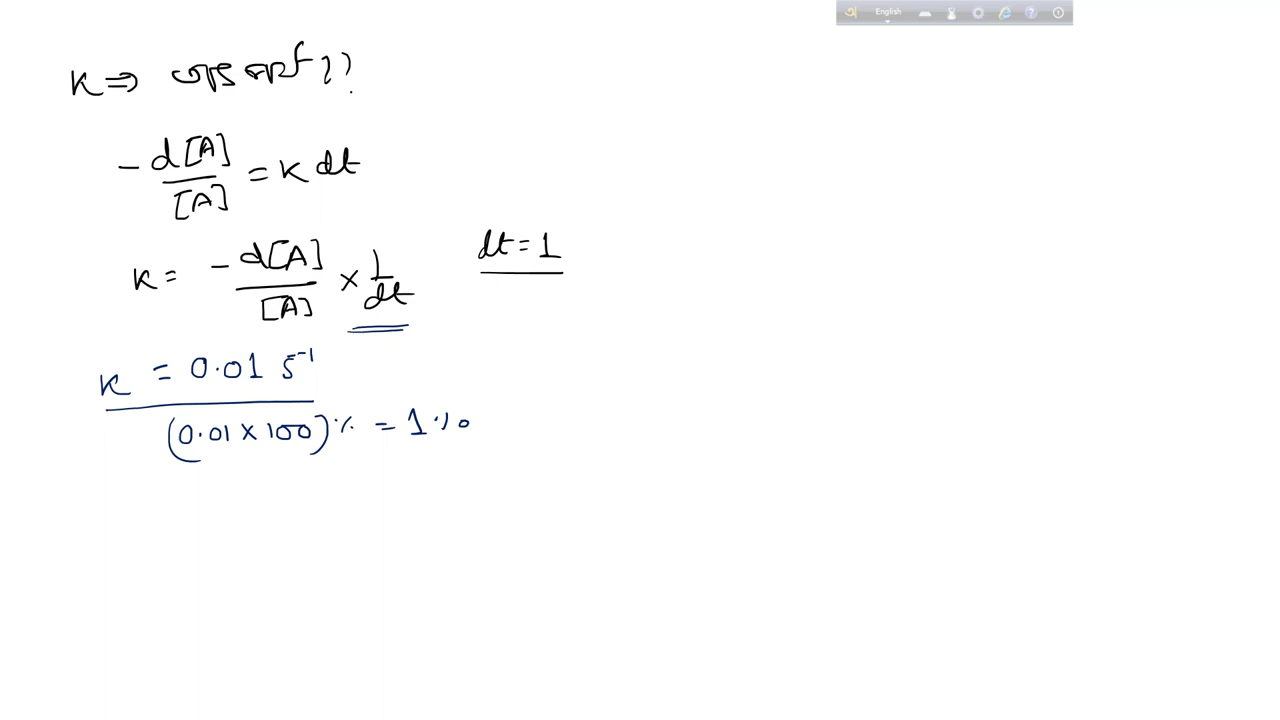 English
K ⇒ তাৎপর্য ??
- d[A] / [A] = K dt
K = - d[A] / [A] × 1 / dt
dt = 1
K = 0.01 s⁻¹
(0.01 × 100) % = 1 %